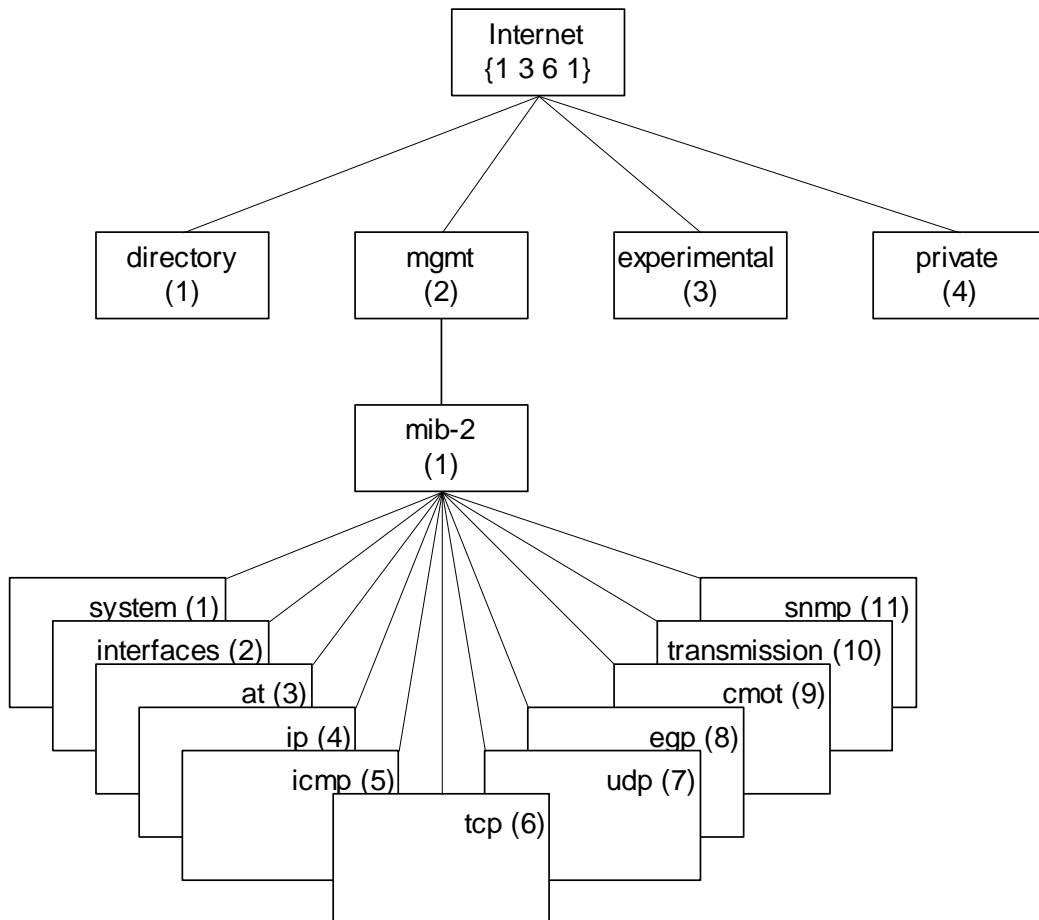 Internet
{1 3 6 1}
directory
(1)
mgmt
(2)
experimental
(3)
private
(4)
mib-2
(1)
system (1)
snmp (11)
interfaces (2)
transmission (10)
at (3)
cmot (9)
ip (4)
egp (8)
icmp (5)
udp (7)
tcp (6)